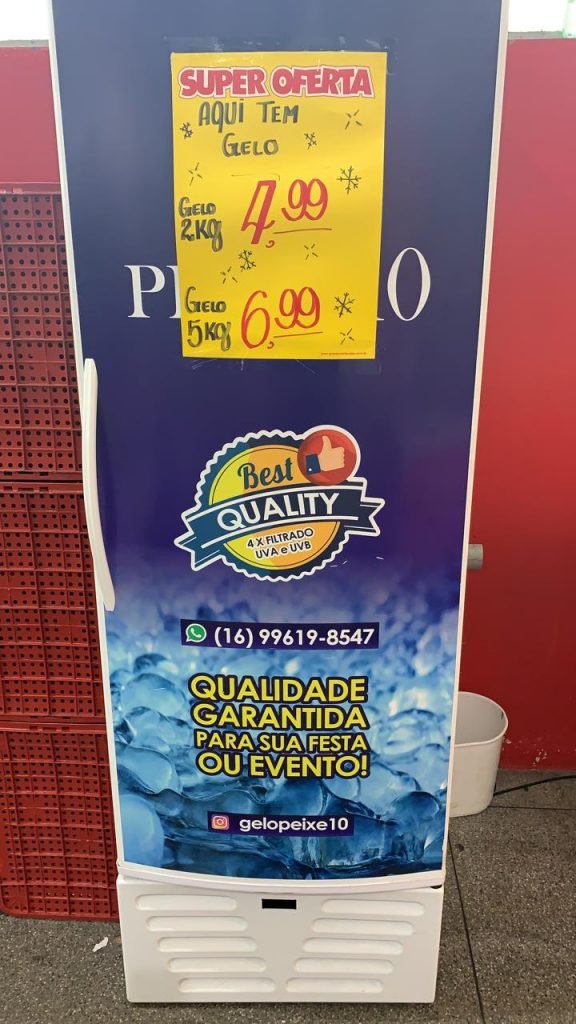 SUPER OFERTA
AQUI TEM
GELO
GELO
2KG 4,99
GELO
5KG 6,99
Best
QUALITY
4 X FILTRADO
UVA e UVB
(16) 99619-8547
QUALIDADE
GARANTIDA
PARA SUA FESTA
OU EVENTO!
gelopeixe10